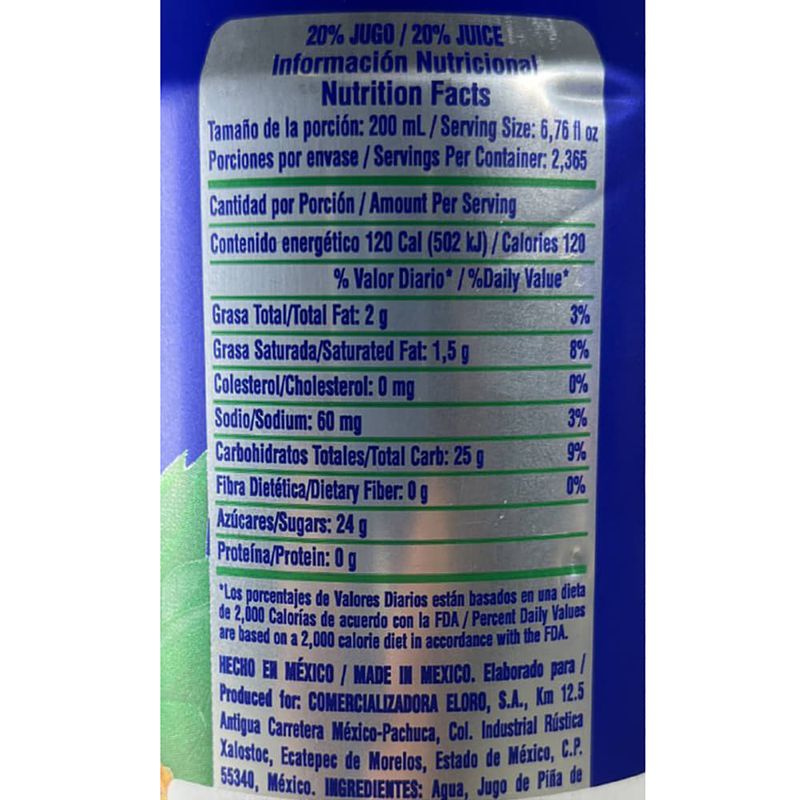 20% JUGO / 20% JUICE
Información Nutricional
Nutrition Facts
Tamaño de la porción: 200 mL / Serving Size: 6,76 fl oz
Porciones por envase / Servings Per Container: 2,365
Cantidad por Porción / Amount Per Serving
Contenido energético 120 Cal (502 kJ) / Calories 120
% Valor Diario* / %Daily Value*
Grasa Total/Total Fat: 2 g 3%
Grasa Saturada/Saturated Fat: 1,5 g 8%
Colesterol/Cholesterol: 0 mg 0%
Sodio/Sodium: 60 mg 3%
Carbohidratos Totales/Total Carb: 25 g 9%
Fibra Dietética/Dietary Fiber: 0 g 0%
Azúcares/Sugars: 24 g
Proteína/Protein: 0 g
*Los porcentajes de Valores Diarios están basados en una dieta
de 2,000 Calorías de acuerdo con la FDA / Percent Daily Values
are based on a 2,000 calorie diet in accordance with the FDA.
HECHO EN MÉXICO / MADE IN MEXICO. Elaborado para /
Produced for: COMERCIALIZADORA ELORO, S.A., Km 12.5
Antigua Carretera México-Pachuca, Col. Industrial Rústica
Xalostoc, Ecatepec de Morelos, Estado de México, C.P.
55340, México. INGREDIENTES: Agua, Jugo de Piña de